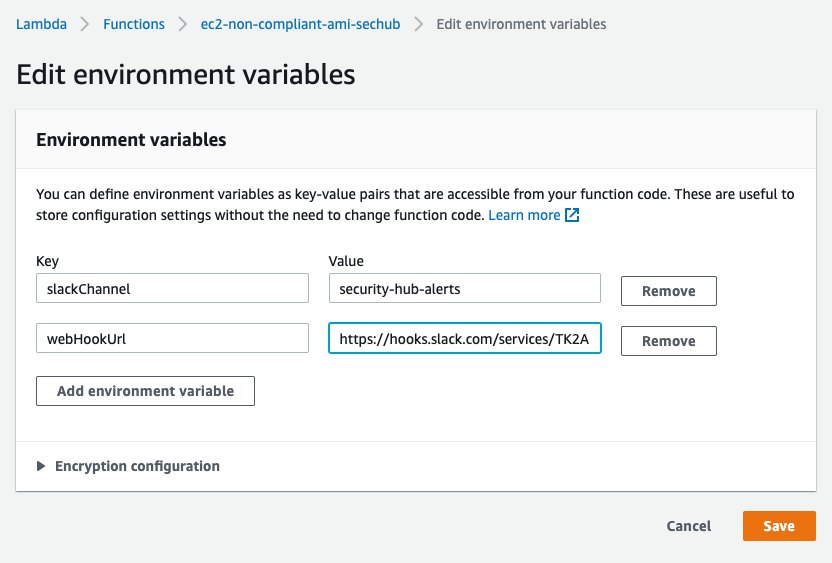 Lambda > Functions > ec2-non-compliant-ami-sechub > Edit environment variables
Edit environment variables
Environment variables
You can define environment variables as key-value pairs that are accessible from your function code. These are useful to
store configuration settings without the need to change function code. Learn more
Key Value
slackChannel security-hub-alerts Remove
webHookUrl https://hooks.slack.com/services/TK2A Remove
Add environment variable
Encryption configuration
Cancel Save